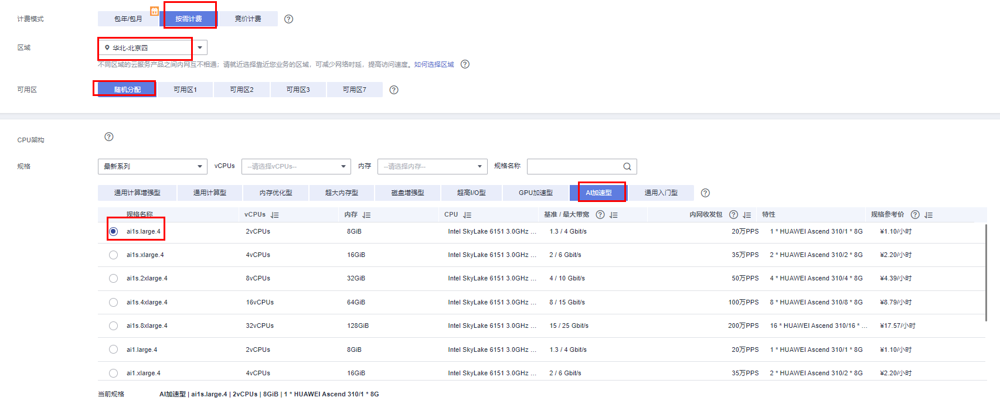 计费模式 包年/包月 按需计费 竞价计费
区域 华北-北京四
不同区域的云服务产品之间内网互不相通；请就近选择靠近您业务的区域，可减少网络时延，提高访问速度。如何选择区域
可用区 随机分配 可用区1 可用区2 可用区3 可用区7
CPU架构
规格 最新系列 vCPUs --请选择vCPUs-- 内存 --请选择内存-- 规格名称
通用计算增强型 通用计算型 内存优化型 超大内存型 磁盘增强型 超高I/O型 GPU加速型 AI加速型 通用入门型
规格名称 vCPUs 内存 CPU 基准 / 最大带宽 内网收发包 特性 规格参考价
ai1s.large.4 2vCPUs 8GiB Intel SkyLake 6151 3.0GHz ... 1.3 / 4 Gbit/s 20万PPS 1 * HUAWEI Ascend 310/1 * 8G ¥1.10/小时
ai1s.xlarge.4 4vCPUs 16GiB Intel SkyLake 6151 3.0GHz ... 2 / 6 Gbit/s 35万PPS 2 * HUAWEI Ascend 310/2 * 8G ¥2.20/小时
ai1s.2xlarge.4 8vCPUs 32GiB Intel SkyLake 6151 3.0GHz ... 4 / 10 Gbit/s 50万PPS 4 * HUAWEI Ascend 310/4 * 8G ¥4.39/小时
ai1s.4xlarge.4 16vCPUs 64GiB Intel SkyLake 6151 3.0GHz ... 8 / 15 Gbit/s 100万PPS 8 * HUAWEI Ascend 310/8 * 8G ¥8.79/小时
ai1s.8xlarge.4 32vCPUs 128GiB Intel SkyLake 6151 3.0GHz ... 15 / 25 Gbit/s 200万PPS 16 * HUAWEI Ascend 310/16 * ... ¥17.57/小时
ai1.large.4 2vCPUs 8GiB Intel SkyLake 6151 3.0GHz ... 1.3 / 4 Gbit/s 20万PPS 1 * HUAWEI Ascend 310/1 * 8G ¥1.10/小时
ai1.xlarge.4 4vCPUs 16GiB Intel SkyLake 6151 3.0GHz ... 2 / 6 Gbit/s 35万PPS 2 * HUAWEI Ascend 310/2 * 8G ¥2.20/小时
当前规格 AI加速型 | ai1s.large.4 | 2vCPUs | 8GiB | 1 * HUAWEI Ascend 310/1 * 8G